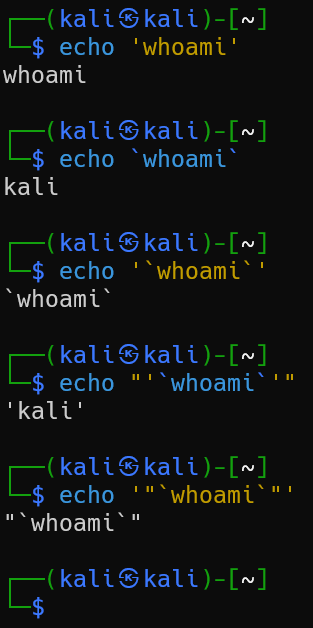 ┌──(kali㉿kali)-[~]
└─$ echo 'whoami'
whoami
┌──(kali㉿kali)-[~]
└─$ echo `whoami`
kali
┌──(kali㉿kali)-[~]
└─$ echo '`whoami`'
`whoami`
┌──(kali㉿kali)-[~]
└─$ echo "'`whoami`'"
'kali'
┌──(kali㉿kali)-[~]
└─$ echo '"`whoami`"'
"`whoami`"
┌──(kali㉿kali)-[~]
└─$